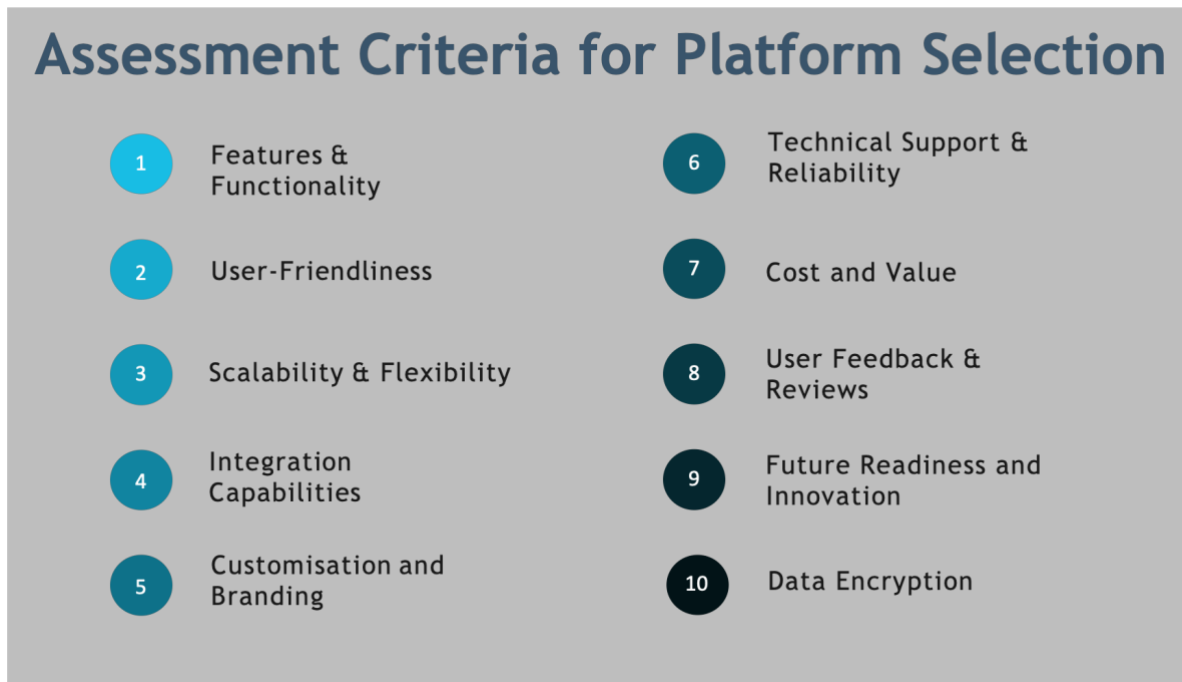 Assessment Criteria for Platform Selection
1
Features &
Functionality
2
User-Friendliness
3
Scalability & Flexibility
4
Integration
Capabilities
5
Customisation and
Branding
6
Technical Support &
Reliability
7
Cost and Value
8
User Feedback &
Reviews
9
Future Readiness and
Innovation
10
Data Encryption